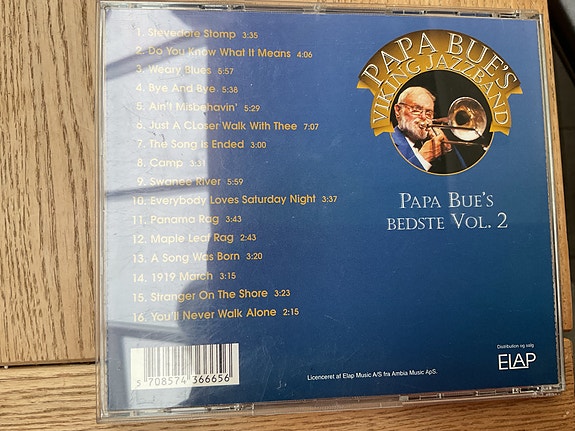 1. Stevedore Stomp 3:35
2. Do You Know What It Means 4:06
3. Weary Blues 5:57
4. Bye And Bye 5:38
5. Ain't Misbehavin' 5:29
6. Just A CLoser Walk With Thee 7:07
7. The Song Is Ended 3:00
8. Camp 3:31
9. Swanee River 5:59
10. Everybody Loves Saturday Night 3:37
11. Panama Rag 3:43
12. Maple Leaf Rag 2:43
13. A Song Was Born 3:20
14. 1919 March 3:15
15. Stranger On The Shore 3:23
16. You'll Never Walk Alone 2:15
PAPA BUE'S
VIKING JAZZBAND
PAPA BUE'S
BEDSTE VOL. 2
5 708574 366656
Licenceret af Elap Music A/S fra Ambia Music ApS.
Distribution og salg
ELAP